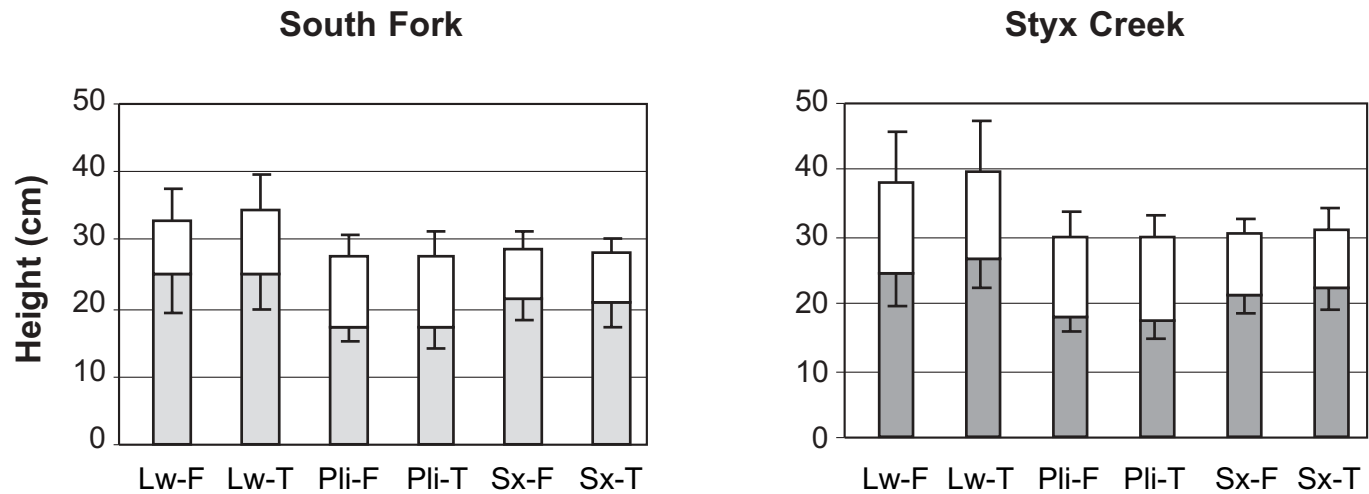 South Fork
Height (cm)
50
40
30
20
10
0
Lw-F Lw-T Pli-F Pli-T Sx-F Sx-T
Styx Creek
50
40
30
20
10
0
Lw-F Lw-T Pli-F Pli-T Sx-F Sx-T